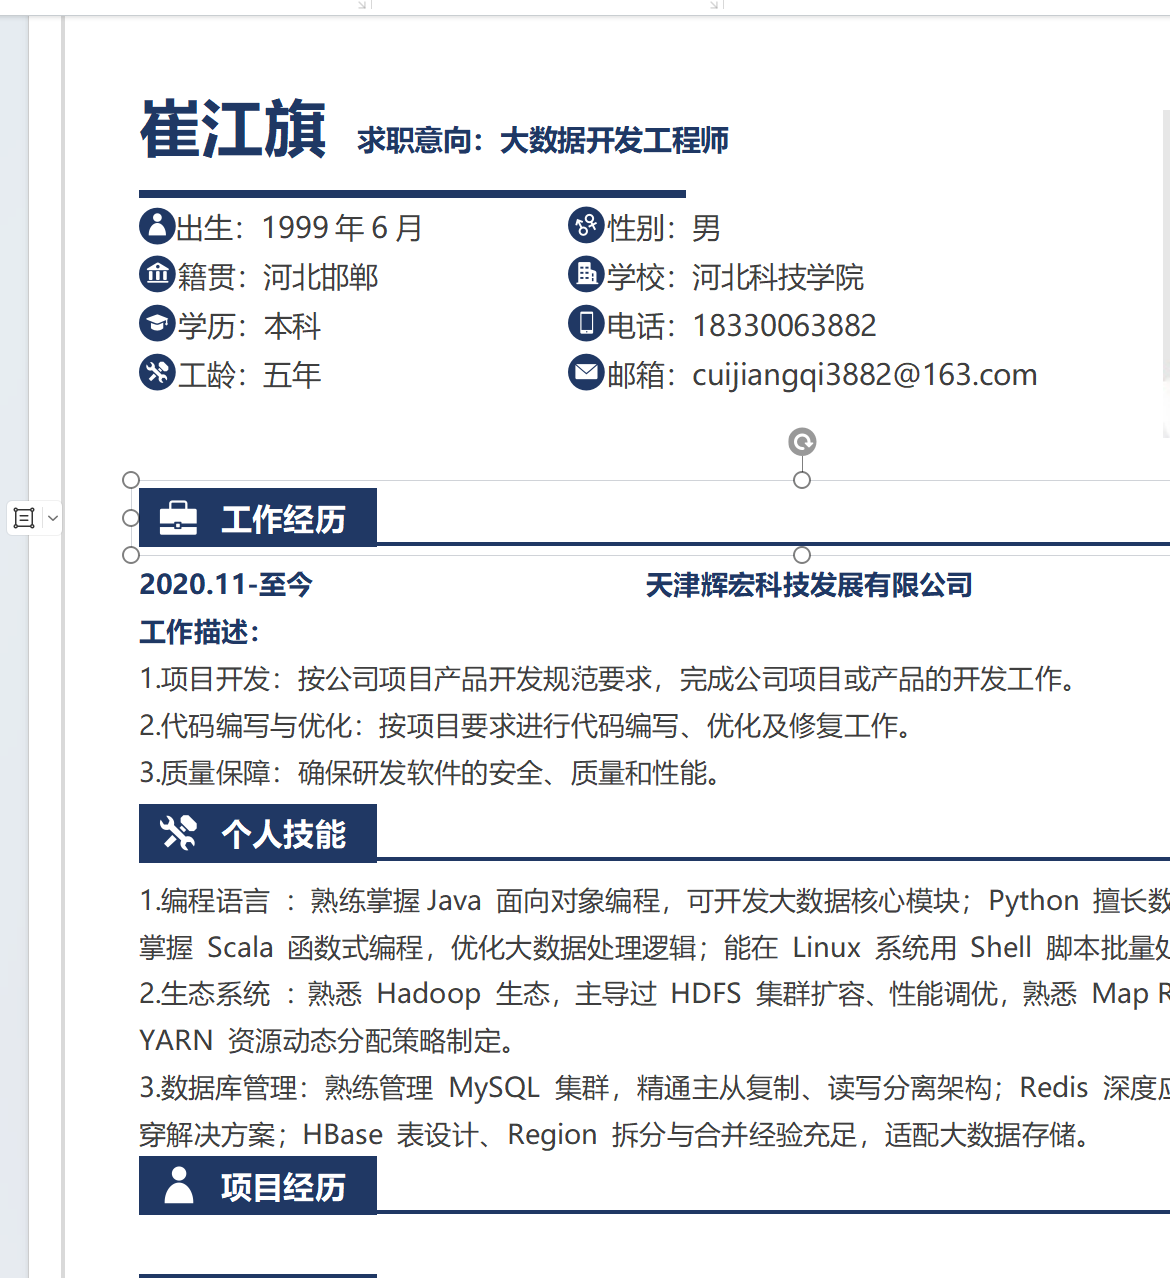 崔江旗 求职意向：大数据开发工程师
出生：1999年6月 性别：男
籍贯：河北邯郸 学校：河北科技学院
学历：本科 电话：18330063882
工龄：五年 邮箱：cuijiangqi3882@163.com
工作经历
2020.11-至今 天津辉宏科技发展有限公司
工作描述：
1.项目开发：按公司项目产品开发规范要求，完成公司项目或产品的开发工作。
2.代码编写与优化：按项目要求进行代码编写、优化及修复工作。
3.质量保障：确保研发软件的安全、质量和性能。
个人技能
1.编程语言 ：熟练掌握 Java 面向对象编程，可开发大数据核心模块；Python 擅长数
掌握 Scala 函数式编程，优化大数据处理逻辑；能在 Linux 系统用 Shell 脚本批量处
2.生态系统 ：熟悉 Hadoop 生态，主导过 HDFS 集群扩容、性能调优，熟悉 Map R
YARN 资源动态分配策略制定。
3.数据库管理：熟练管理 MySQL 集群，精通主从复制、读写分离架构；Redis 深度应
穿解决方案；HBase 表设计、Region 拆分与合并经验充足，适配大数据存储。
项目经历